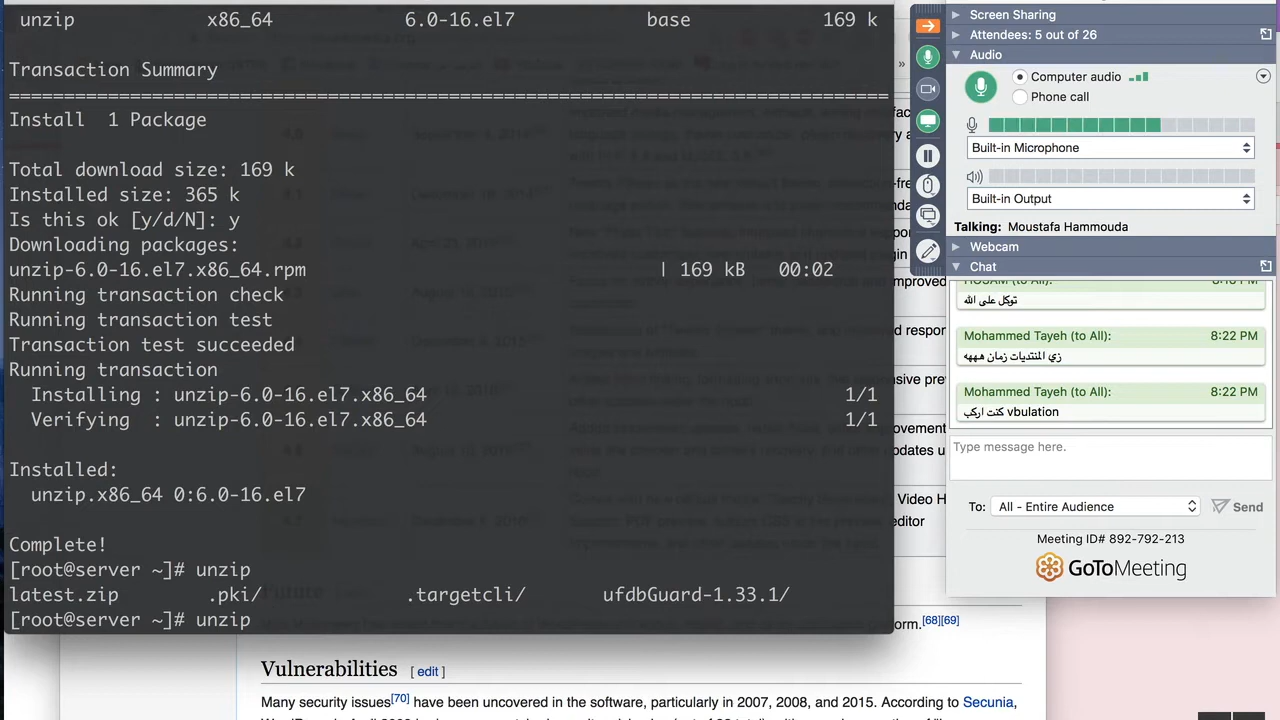 unzip x86_64 6.0-16.el7 base 169 k
Transaction Summary
================================================================================
Install 1 Package
Total download size: 169 k
Installed size: 365 k
Is this ok [y/d/N]: y
Downloading packages:
unzip-6.0-16.el7.x86_64.rpm | 169 kB 00:02
Running transaction check
Running transaction test
Transaction test succeeded
Running transaction
Installing : unzip-6.0-16.el7.x86_64 1/1
Verifying : unzip-6.0-16.el7.x86_64 1/1
Installed:
unzip.x86_64 0:6.0-16.el7
Complete!
[root@server ~]# unzip
latest.zip .pki/ .targetcli/ ufdbGuard-1.33.1/
[root@server ~]# unzip
Vulnerabilities [ edit ]
Many security issues[70] have been uncovered in the software, particularly in 2007, 2008, and 2015. According to Secunia,
[68][69]
Video H
editor
Screen Sharing
Attendees: 5 out of 26
Audio
Computer audio
Phone call
Built-in Microphone
Built-in Output
Talking: Moustafa Hammouda
Webcam
Chat
توكل على الله
Mohammed Tayeh (to All): 8:22 PM
زي المنتديات زمان هههه
Mohammed Tayeh (to All): 8:22 PM
كنت اركب vbulation
Type message here.
To: All - Entire Audience Send
Meeting ID# 892-792-213
GoToMeeting